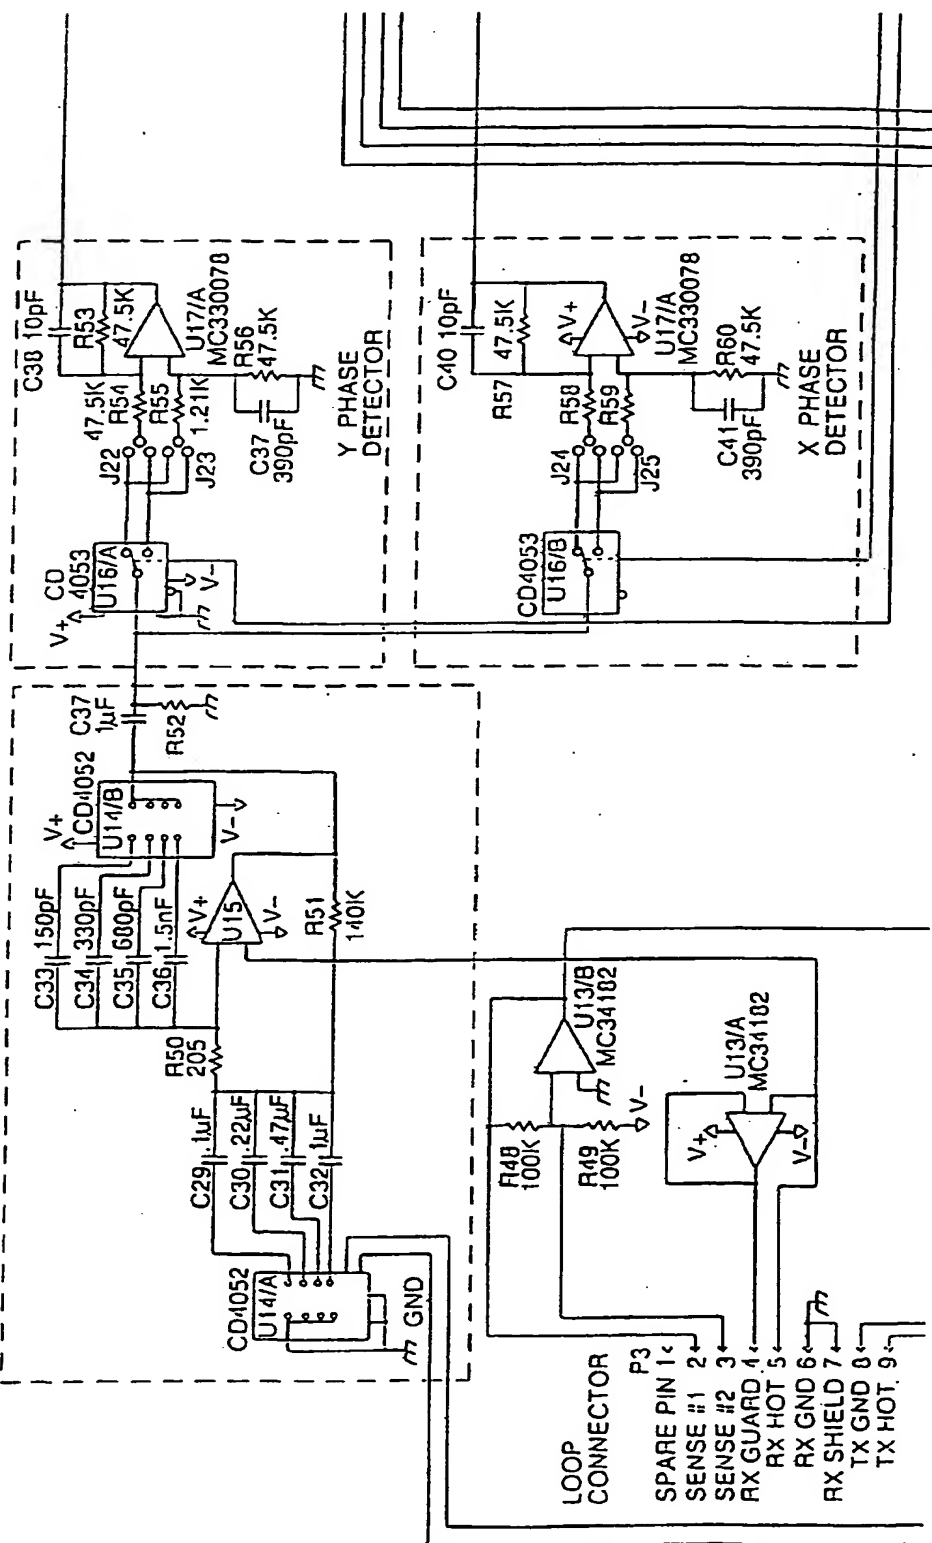 C38 10pF
R53
47.5K
U17/A
MC330078
47.5K
R54
R55
1.21K
R56
47.5K
C37
390pF
J22
J23
Y PHASE
DETECTOR
CD
4053
U16/A
V+
V-
C40 10pF
47.5K
R57
V+
V-
U17/A
MC330078
R58
R59
R60
47.5K
C41
390pF
J24
J25
X PHASE
DETECTOR
CD4053
U16/B
C37
1µF
R52
CD4052
U14/B
V+
V-
C33 150pF
C34 330pF
C35 680pF
C36 1.5nF
V+
U15
V-
R51
140K
R50
205
C29 .1µF
C30 .22µF
C31 .47µF
C32 1µF
CD4052
U14/A
GND
U13/B
MC34182
R48
100K
R49
100K
V-
U13/A
MC34182
V+
V-
LOOP
CONNECTOR
P3
SPARE PIN 1
SENSE #1 2
SENSE #2 3
RX GUARD 4
RX HOT 5
RX GND 6
RX SHIELD 7
TX GND 8
TX HOT. 9